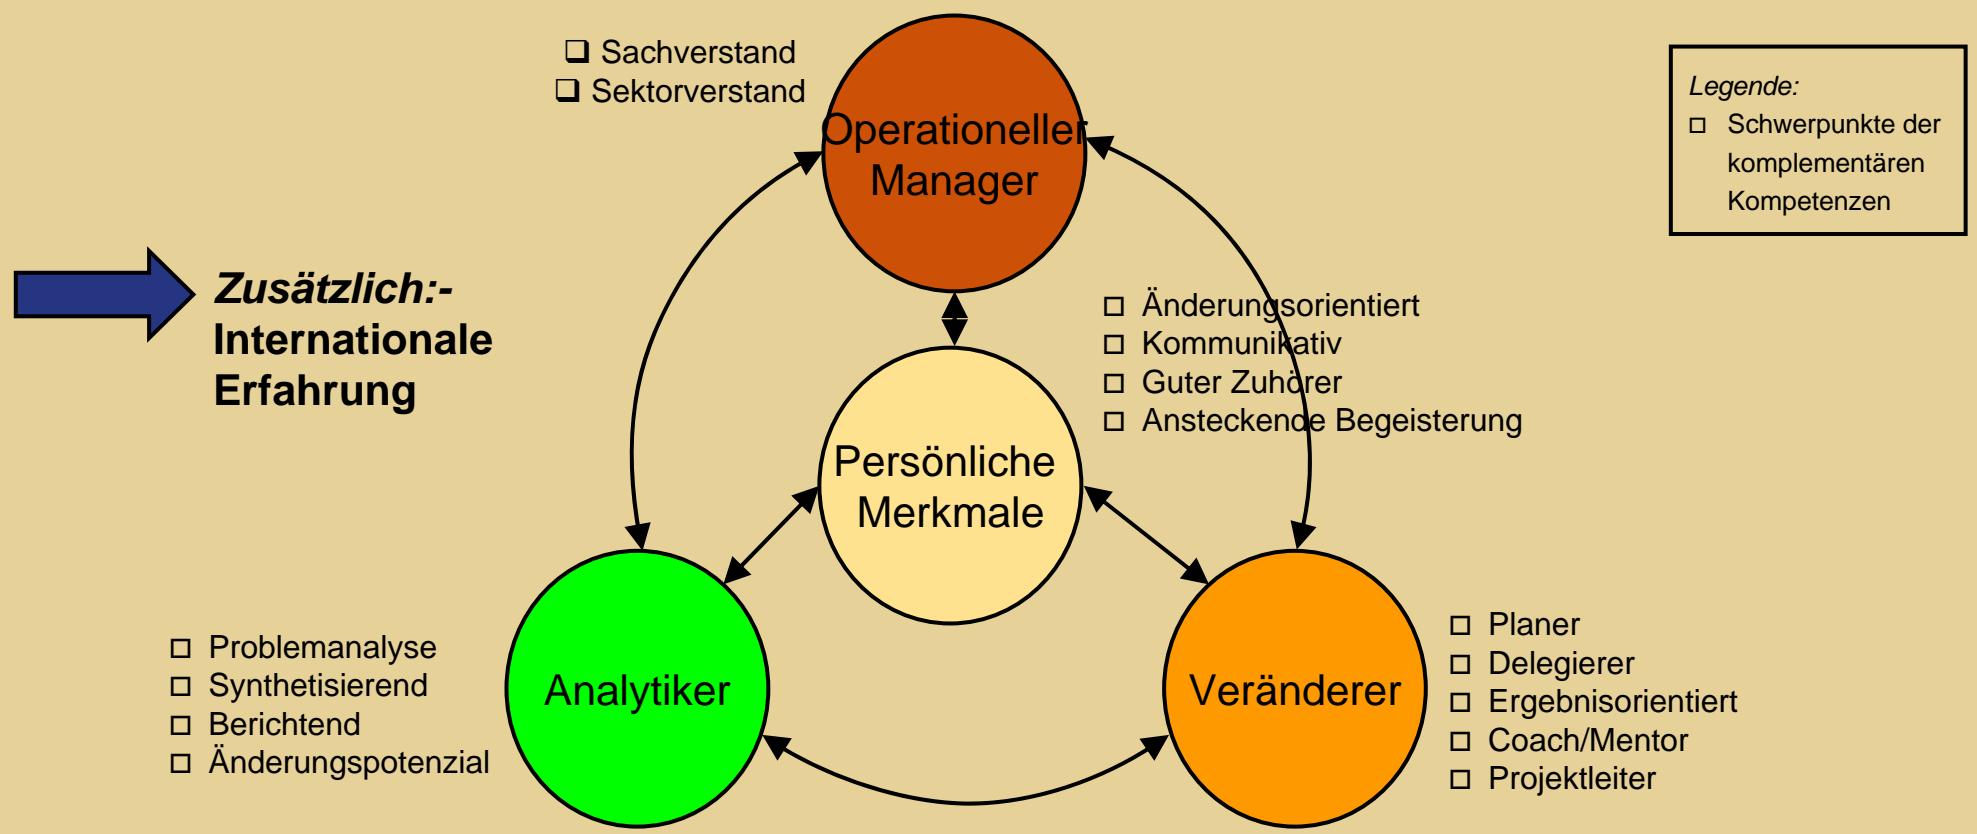 ❑ Sachverstand
❑ Sektorverstand
Operationeller
Manager
Legende:
□ Schwerpunkte der
komplementären
Kompetenzen
Zusätzlich:-
Internationale
Erfahrung
□ Änderungsorientiert
□ Kommunikativ
□ Guter Zuhörer
□ Ansteckende Begeisterung
Persönliche
Merkmale
□ Problemanalyse
□ Synthetisierend
□ Berichtend
□ Änderungspotenzial
Analytiker
Veränderer
□ Planer
□ Delegierer
□ Ergebnisorientiert
□ Coach/Mentor
□ Projektleiter